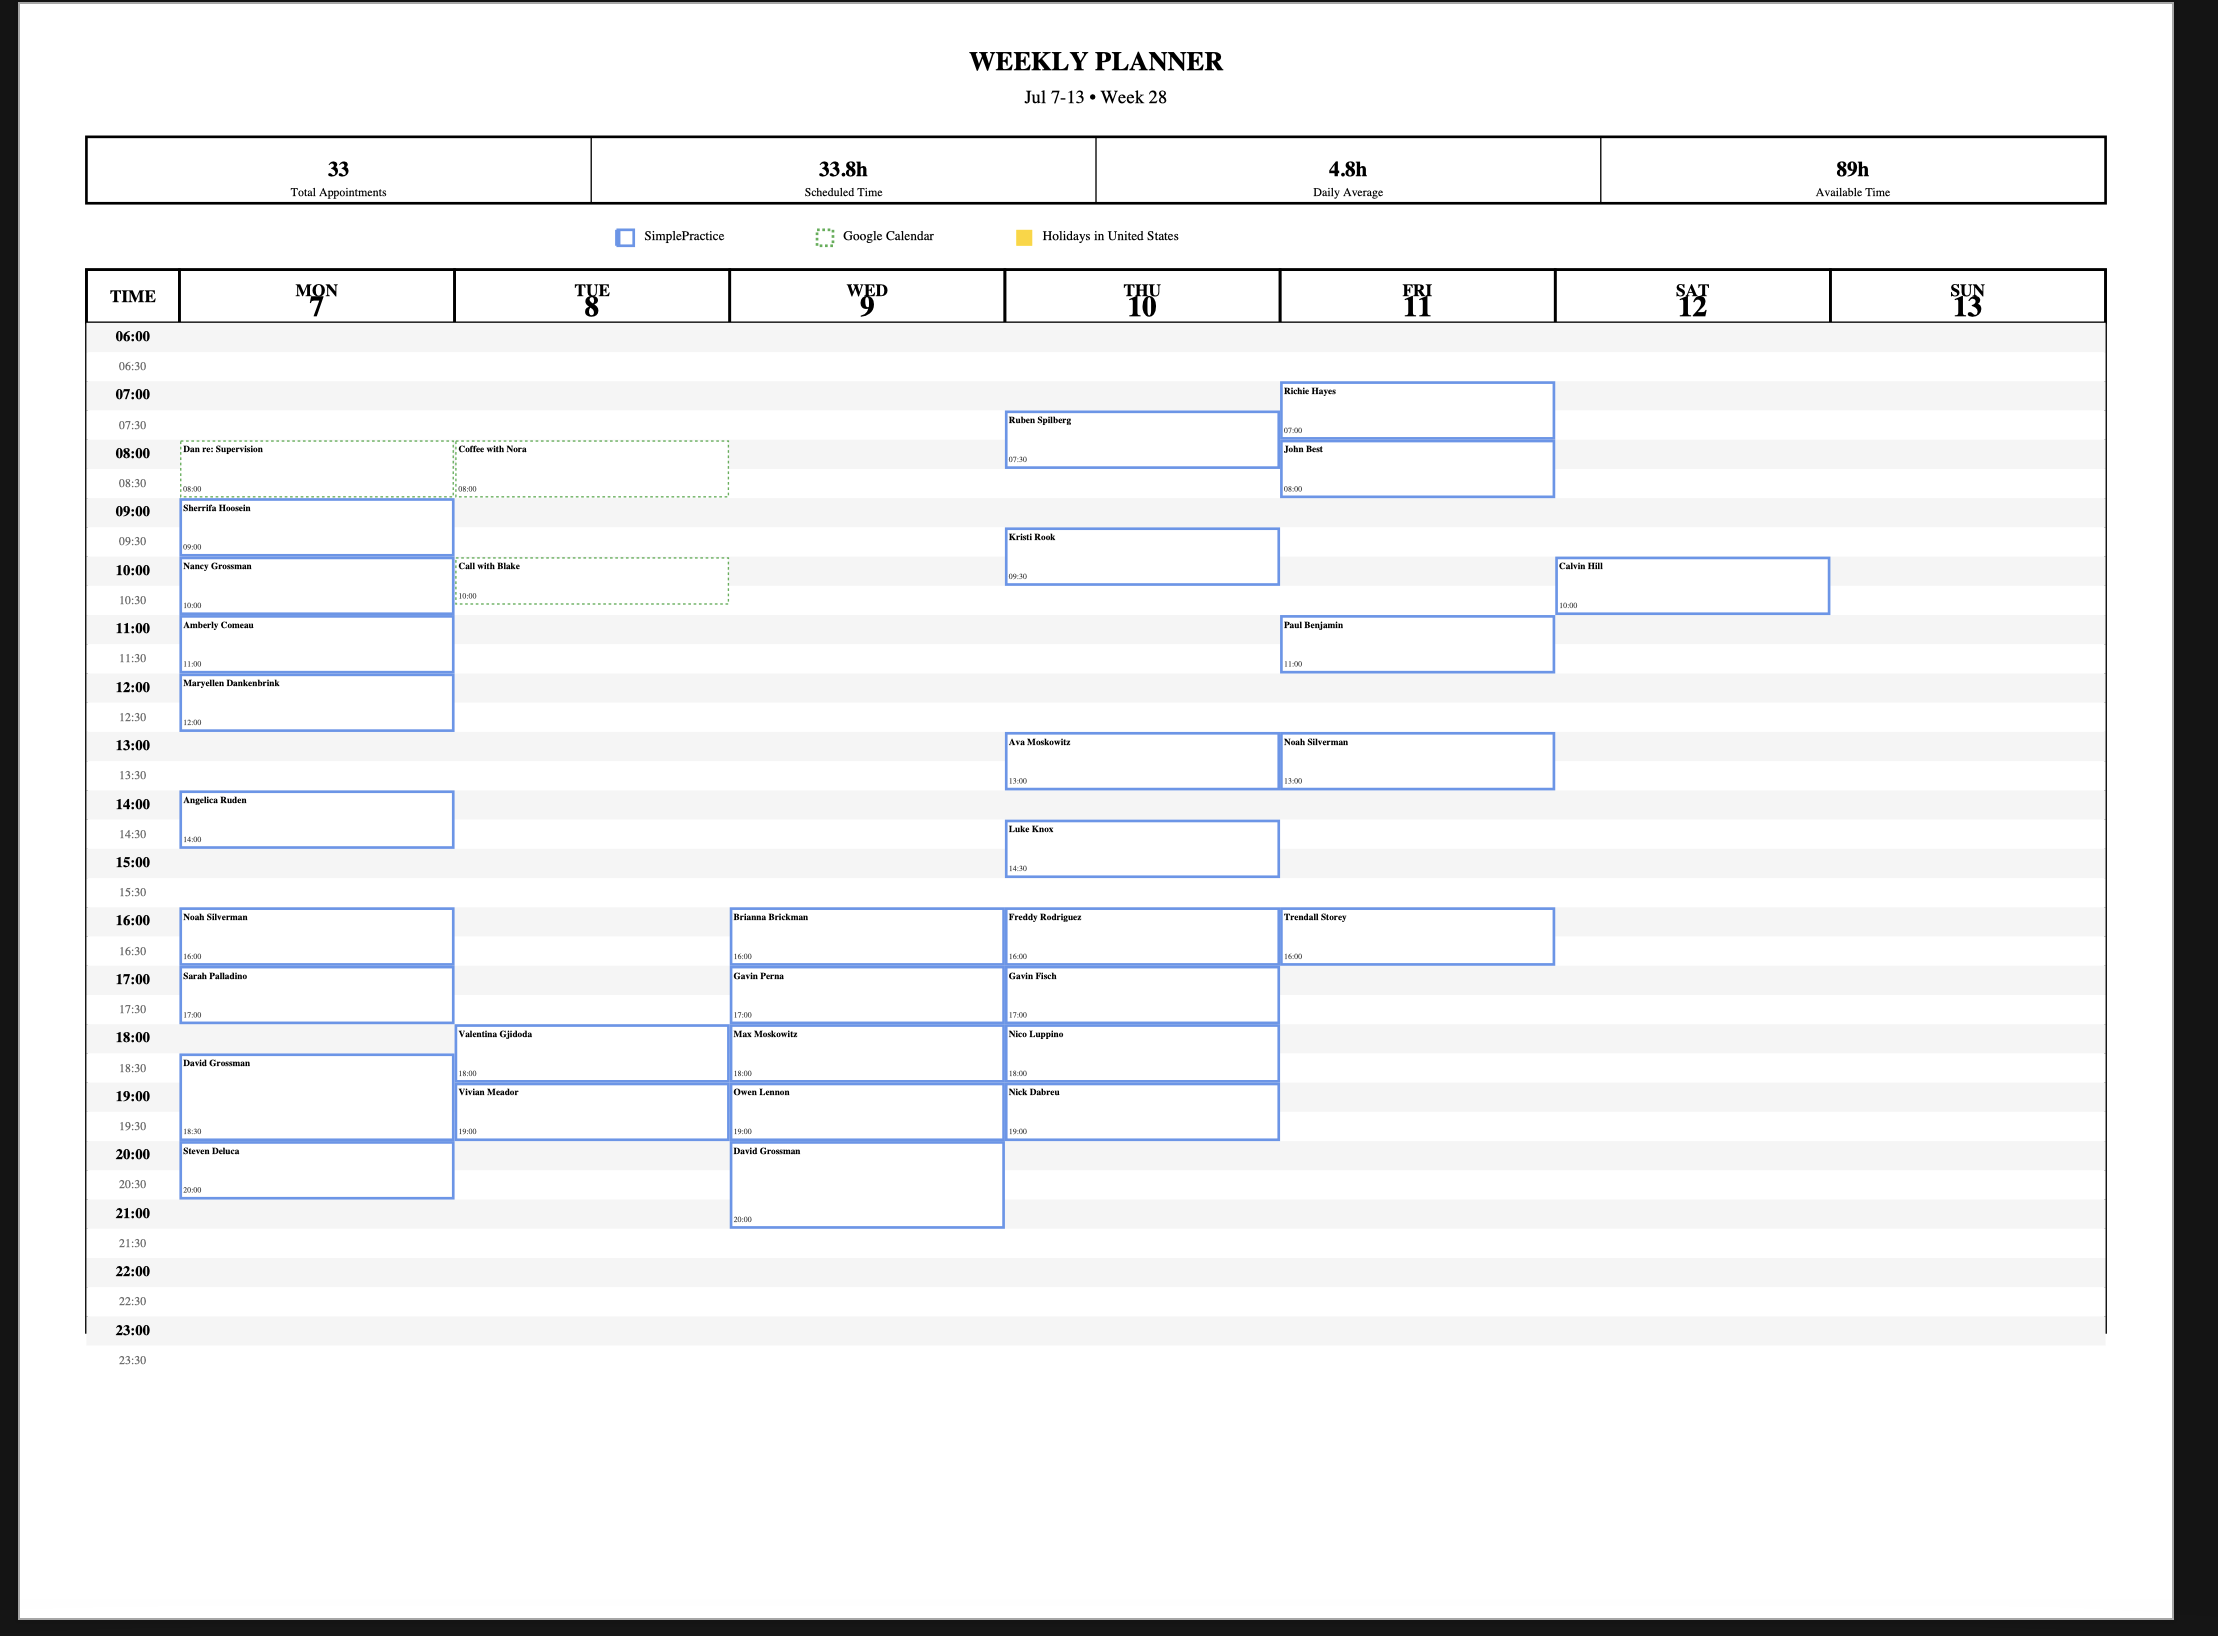 WEEKLY PLANNER
Jul 7-13 • Week 28
33
Total Appointments
33.8h
Scheduled Time
4.8h
Daily Average
89h
Available Time
SimplePractice
Google Calendar
Holidays in United States
TIME
MON
7
TUE
8
WED
9
THU
10
FRI
11
SAT
12
SUN
13
06:00
06:30
07:00
Richie Hayes
07:00
07:30
Ruben Spilberg
07:30
08:00
Dan re: Supervision
08:00
Coffee with Nora
08:00
John Best
08:00
08:30
09:00
Sherrifa Hoosein
09:00
09:30
Kristi Rook
09:30
10:00
Nancy Grossman
10:00
Call with Blake
10:00
Calvin Hill
10:00
10:30
11:00
Amberly Comeau
11:00
Paul Benjamin
11:00
11:30
12:00
Maryellen Dankenbrink
12:00
12:30
13:00
Ava Moskowitz
13:00
Noah Silverman
13:00
13:30
14:00
Angelica Ruden
14:00
14:30
Luke Knox
14:30
15:00
15:30
16:00
Noah Silverman
16:00
Brianna Brickman
16:00
Freddy Rodriguez
16:00
Trendall Storey
16:00
16:30
17:00
Sarah Palladino
17:00
Gavin Perna
17:00
Gavin Fisch
17:00
17:30
18:00
Valentina Gjidoda
18:00
Max Moskowitz
18:00
Nico Luppino
18:00
18:30
David Grossman
18:30
19:00
Vivian Meador
19:00
Owen Lennon
19:00
Nick Dabreu
19:00
19:30
20:00
Steven Deluca
20:00
David Grossman
20:00
20:30
21:00
21:30
22:00
22:30
23:00
23:30